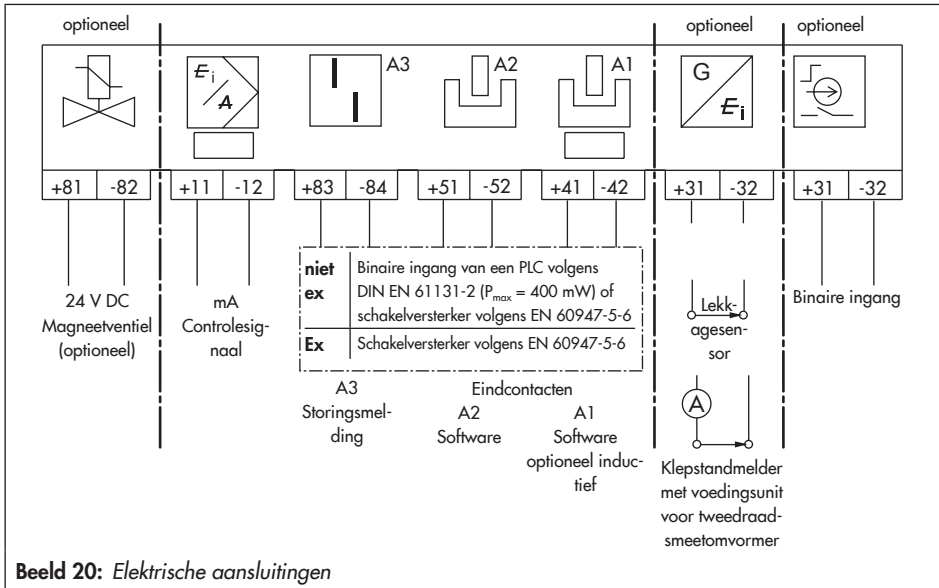 optioneel
optioneel
optioneel
E i
A
A3
A2
A1
G
E i
+81 -82 +11 -12 +83 -84 +51 -52 +41 -42 +31 -32 +31 -32
24 V DC
Magneetventiel
(optioneel)
mA
Controlesig-
naal
niet
ex
Binaire ingang van een PLC volgens
DIN EN 61131-2 (Pmax = 400 mW) of
schakelversterker volgens EN 60947-5-6
Ex Schakelversterker volgens EN 60947-5-6
A3
Storingsmel-
ding
Eindcontacten
A2
Software
A1
Software
optioneel induc-
tief
Lekk-
agesen-
sor
A
Klepstandmelder
met voedingsunit
voor tweedraad-
smeetomvormer
Binaire ingang
Beeld 20: Elektrische aansluitingen